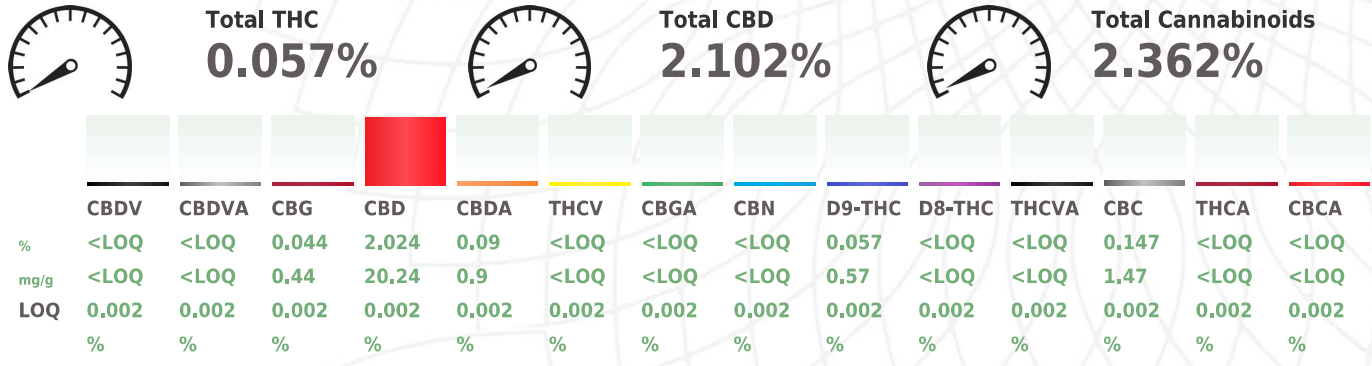 Total THC Total CBD Total Cannabinoids
0.057% 2.102% 2.362%
CBDV CBDVA CBG CBD CBDA THCV CBGA CBN D9-THC D8-THC THCVA CBC THCA CBCA
% <LOQ <LOQ 0.044 2.024 0.09 <LOQ <LOQ <LOQ 0.057 <LOQ <LOQ 0.147 <LOQ <LOQ
mg/g <LOQ <LOQ 0.44 20.24 0.9 <LOQ <LOQ <LOQ 0.57 <LOQ <LOQ 1.47 <LOQ <LOQ
LOQ 0.002 0.002 0.002 0.002 0.002 0.002 0.002 0.002 0.002 0.002 0.002 0.002 0.002 0.002
% % % % % % % % % % % % % %